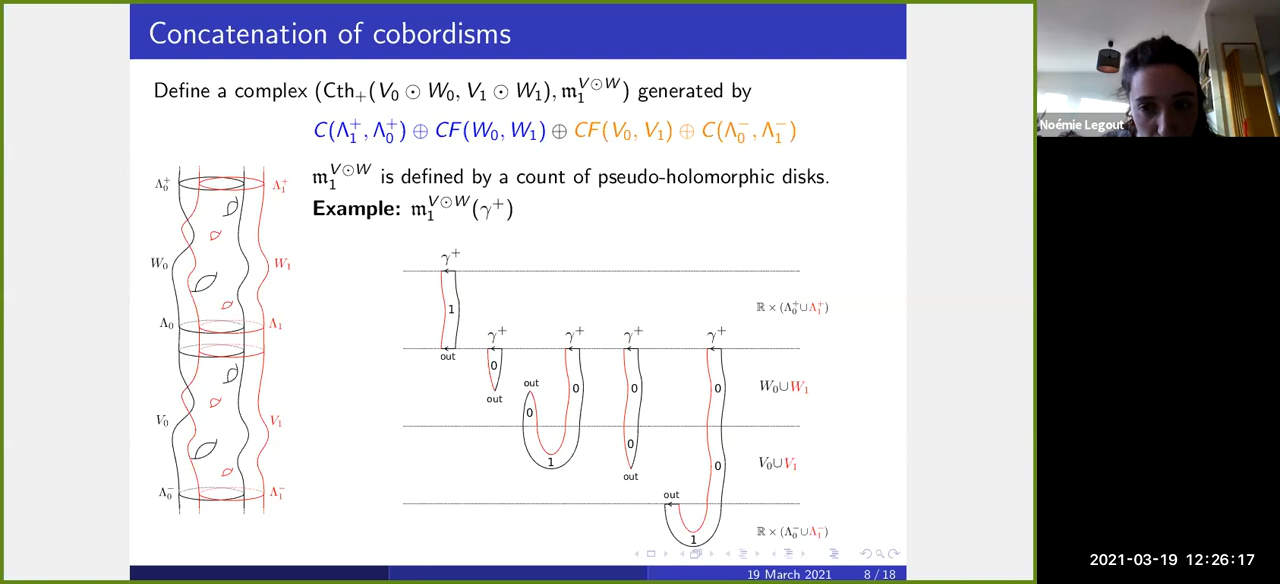 Concatenation of cobordisms
Define a complex (Cth₊(V₀ ⊙ W₀, V₁ ⊙ W₁), 𝔪₁^{V⊙W}) generated by
C(Λ₁⁺, Λ₀⁺) ⊕ CF(W₀, W₁) ⊕ CF(V₀, V₁) ⊕ C(Λ₀⁻, Λ₁⁻)
𝔪₁^{V⊙W} is defined by a count of pseudo-holomorphic disks.
Example: 𝔪₁^{V⊙W}(γ⁺)
Λ₀⁺ Λ₁⁺
W₀ W₁
Λ₀ Λ₁
V₀ V₁
Λ₀⁻ Λ₁⁻
γ⁺
1
ℝ × (Λ₀⁺∪Λ₁⁺)
γ⁺ γ⁺ γ⁺ γ⁺
out
0
out
out
0
0 0 0
W₀∪W₁
1
0
out
0
V₀∪V₁
out
1
ℝ × (Λ₀⁻∪Λ₁⁻)
19 March 2021 8 / 18
Noémie Legout
2021-03-19 12:26:17